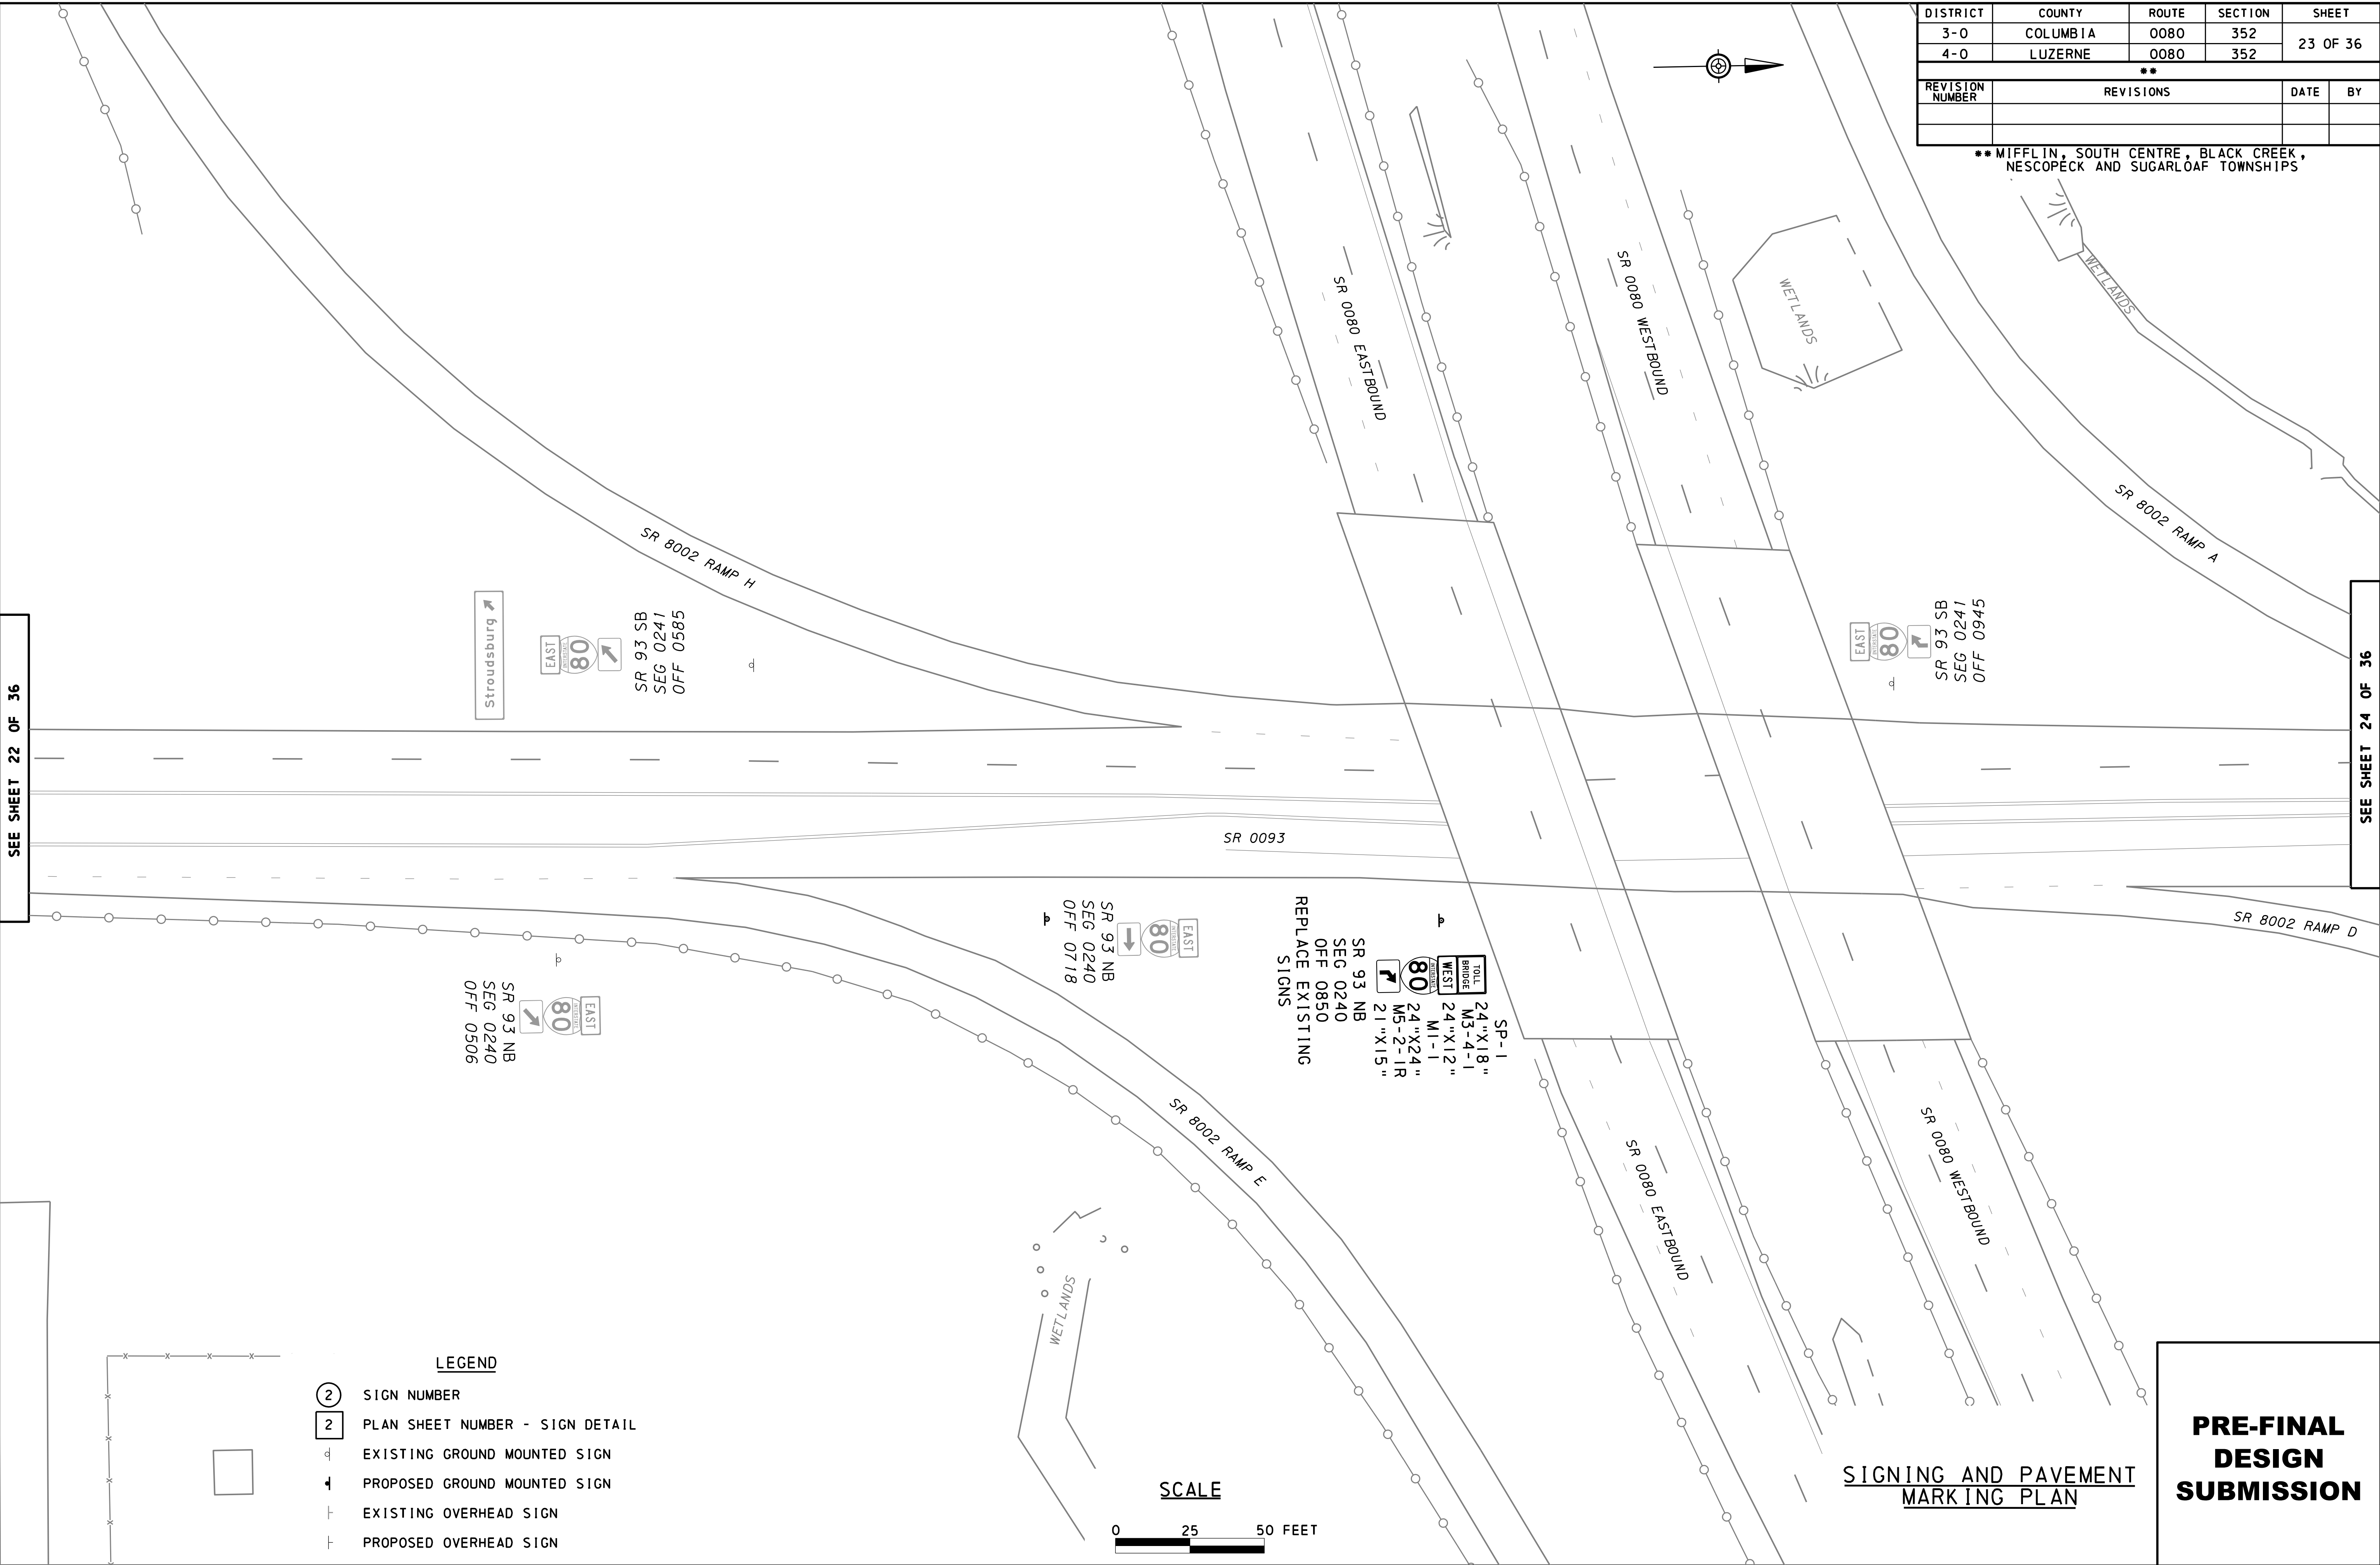 DISTRICT COUNTY ROUTE SECTION SHEET
3-0 COLUMBIA 0080 352 23 OF 36
4-0 LUZERNE 0080 352
**
REVISION NUMBER REVISIONS DATE BY
** MIFFLIN, SOUTH CENTRE, BLACK CREEK,
NESCOPECK AND SUGARLOAF TOWNSHIPS
SR 0080 EASTBOUND
SR 0080 WESTBOUND
WETLANDS
WETLANDS
SR 8002 RAMP A
SR 8002 RAMP H
Stroudsburg
EAST
INTERSTATE
80
SR 93 SB
SEG 0241
OFF 0585
EAST
INTERSTATE
80
SR 93 SB
SEG 0241
OFF 0945
SEE SHEET 22 OF 36
SEE SHEET 24 OF 36
SR 0093
SR 8002 RAMP D
EAST
INTERSTATE
80
SR 93 NB
SEG 0240
OFF 0718
EAST
INTERSTATE
80
SR 93 NB
SEG 0240
OFF 0506
TOLL
BRIDGE
WEST
INTERSTATE
80
SP-1
24"X18"
M3-4-1
24"X12"
M1-1
24"X24"
M5-2-1R
21"X15"
SR 93 NB
SEG 0240
OFF 0850
REPLACE EXISTING
SIGNS
SR 8002 RAMP E
SR 0080 EASTBOUND
SR 0080 WESTBOUND
WETLANDS
LEGEND
2 SIGN NUMBER
2 PLAN SHEET NUMBER - SIGN DETAIL
EXISTING GROUND MOUNTED SIGN
PROPOSED GROUND MOUNTED SIGN
EXISTING OVERHEAD SIGN
PROPOSED OVERHEAD SIGN
SCALE
0 25 50 FEET
SIGNING AND PAVEMENT
MARKING PLAN
PRE-FINAL
DESIGN
SUBMISSION